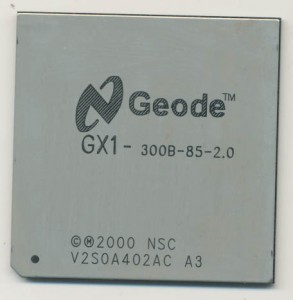 Geode™
GX1 - 300B-85-2.0
©Ⓜ2000 NSC
V2S0A402AC A3